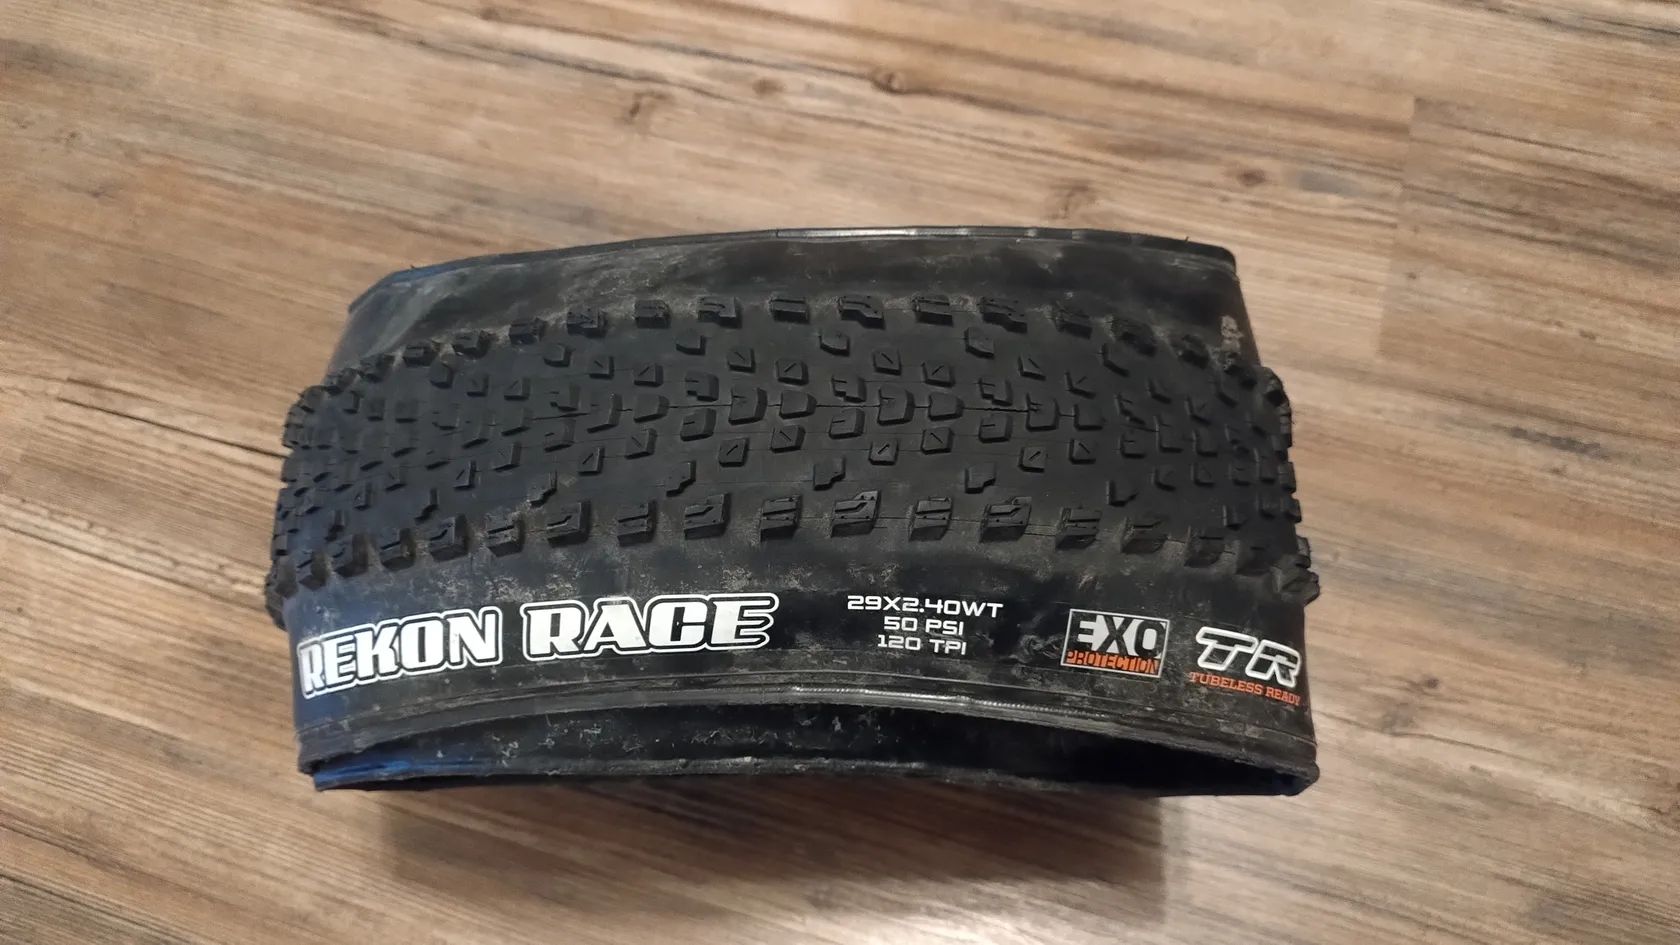 REKON RACE
29X2.40WT
50 PSI
120 TPI
EXO
PROTECTION
TR
TUBELESS READY